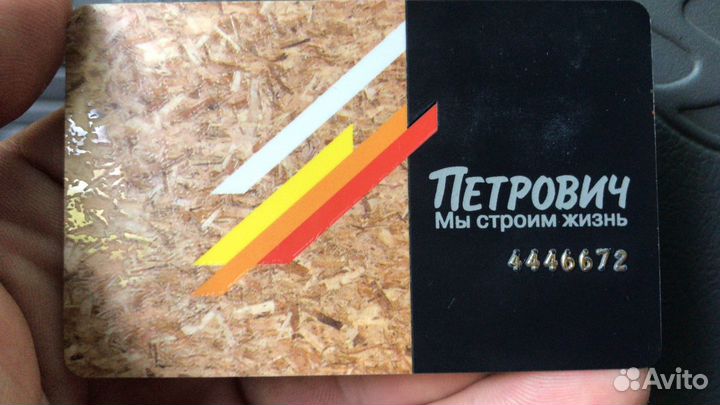 ПЕТРОВИЧ
Мы строим жизнь
4446672
Avito